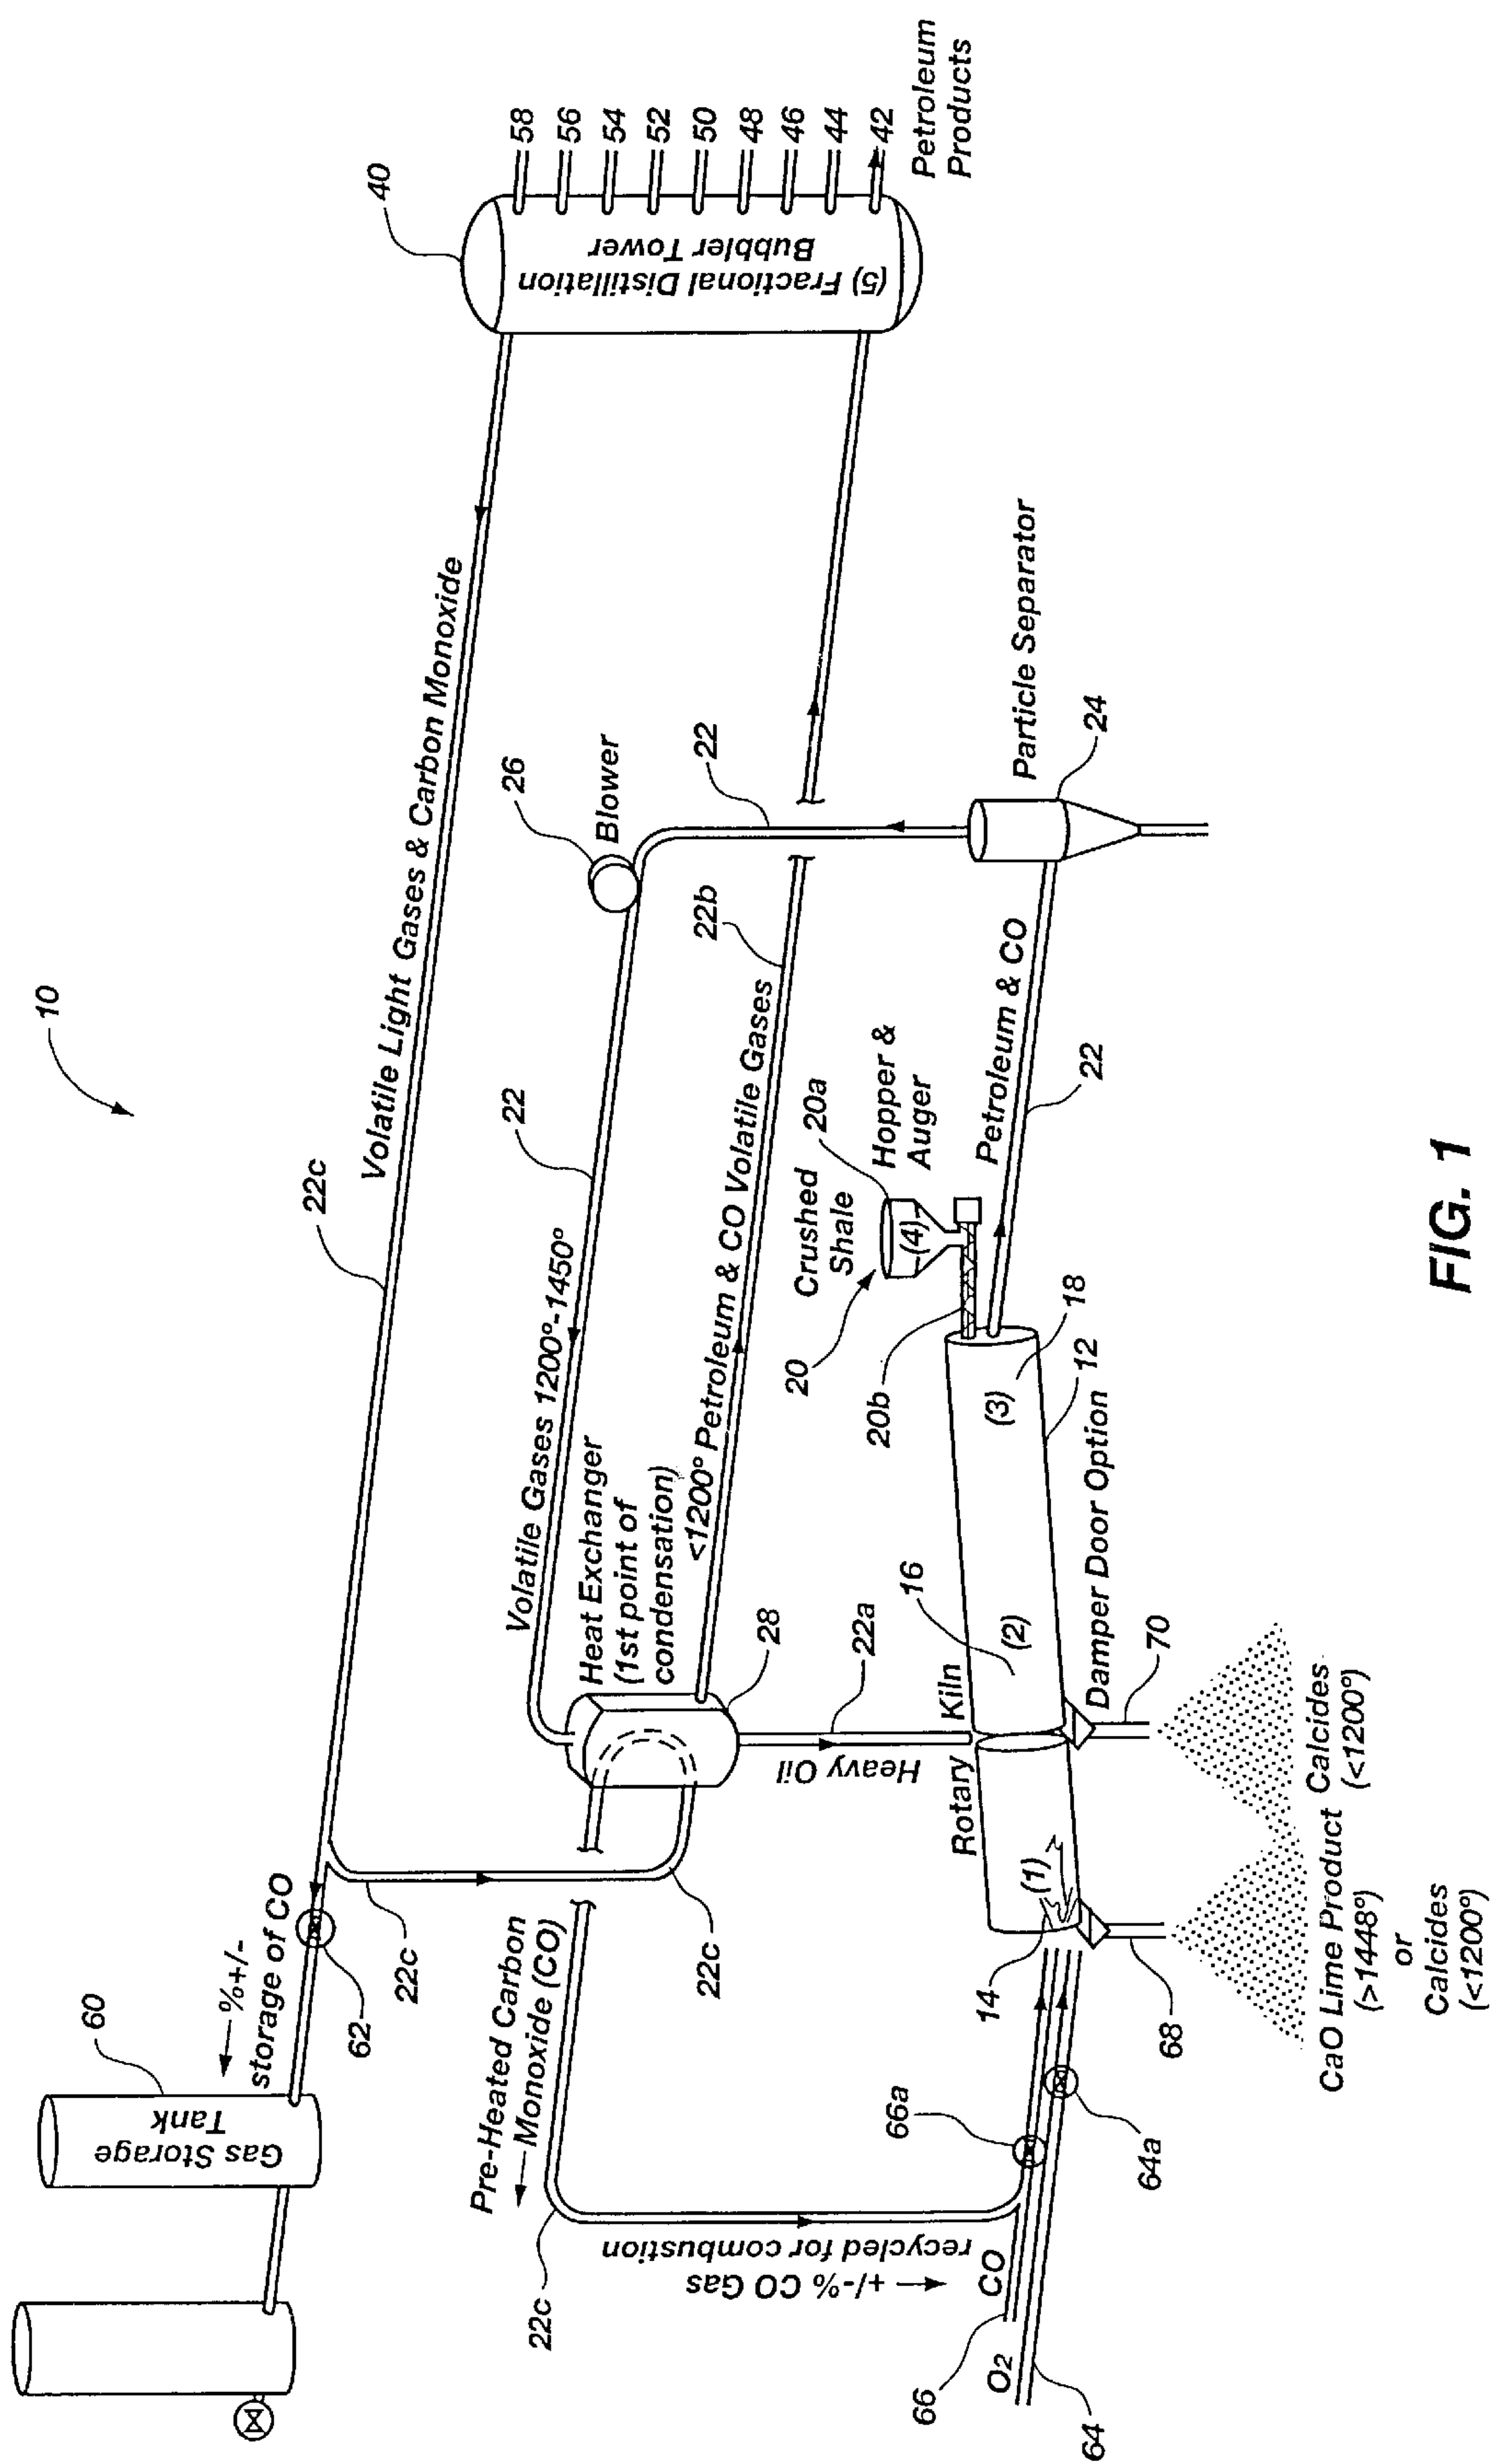 10
60
Gas Storage
Tank
%+/-
storage of CO
62
22c
22c
Volatile Light Gases & Carbon Monoxide
40
(5) Fractional Distillation
Bubbler Tower
58
56
54
52
50
48
46
44
42
Petroleum
Products
Pre-Heated Carbon
Monoxide (CO)
22c
22c
+/-% CO Gas
recycled for combustion
Volatile Gases 1200°-1450°
22
26
Blower
22
Heat Exchanger
(1st point of
condensation)
<1200° Petroleum & CO Volatile Gases
22b
28
22a
Heavy Oil
Crushed
Shale
20
20a
Hopper &
Auger
(4)
20b
Petroleum & CO
22
Particle Separator
24
Rotary Kiln
16
(1)
(2)
(3)
18
12
14
Damper Door Option
70
68
66a
64a
CO
66
O2
64
CaO Lime Product
(>1448°)
or
Calcides
(<1200°)
Calcides
(<1200°)
FIG. 1